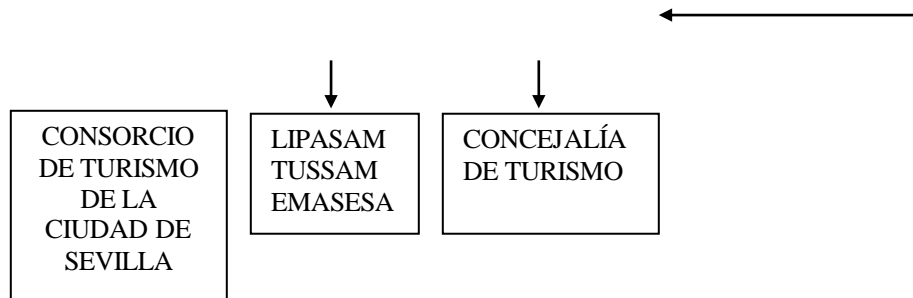 CONSORCIO
DE TURISMO
DE LA
CIUDAD DE
SEVILLA
LIPASAM
TUSSAM
EMASESA
CONCEJALÍA
DE TURISMO